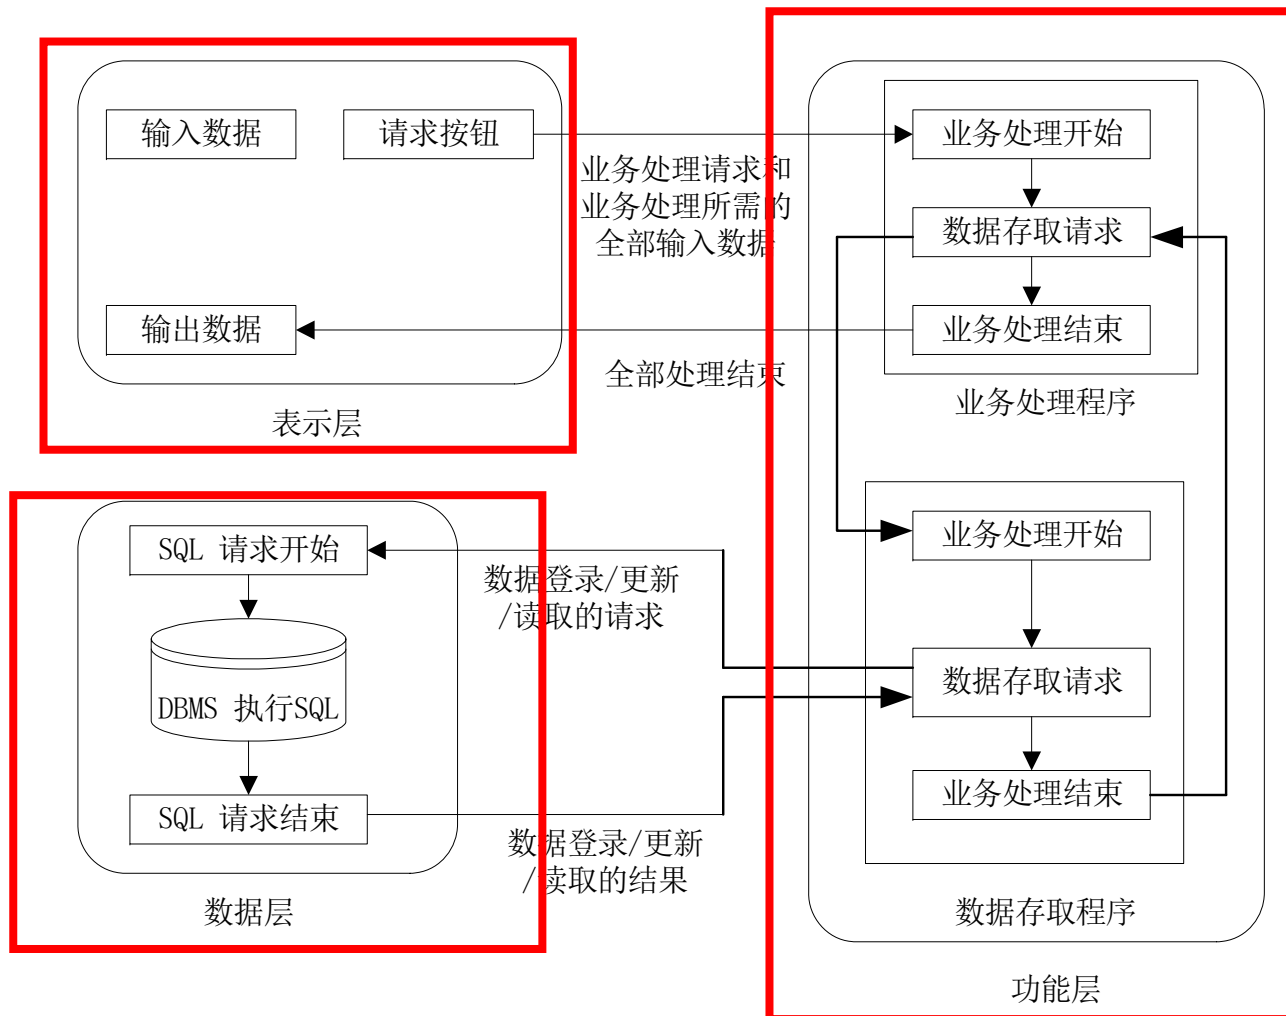 输入数据
请求按钮
业务处理开始
业务处理请求和
业务处理所需的
全部输入数据
数据存取请求
输出数据
业务处理结束
全部处理结束
表示层
业务处理程序
SQL 请求开始
数据登录/更新
/读取的请求
业务处理开始
DBMS 执行SQL
数据存取请求
SQL 请求结束
业务处理结束
数据登录/更新
/读取的结果
数据层
数据存取程序
功能层